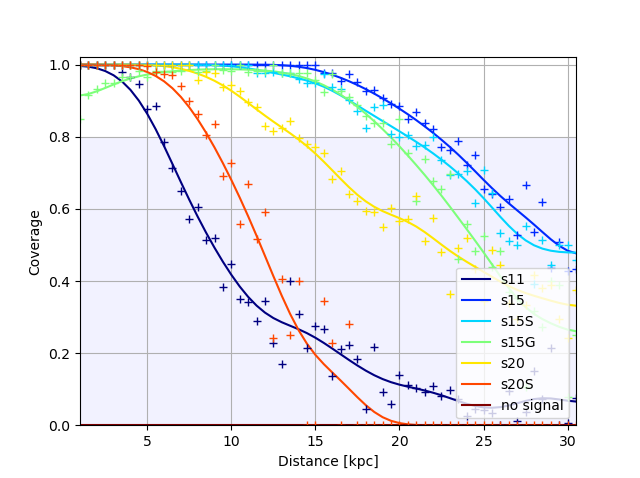 1.0
0.8
0.6
0.4
0.2
0.0
Coverage
s11
s15
s15S
s15G
s20
s20S
no signal
5 10 15 20 25 30
Distance [kpc]